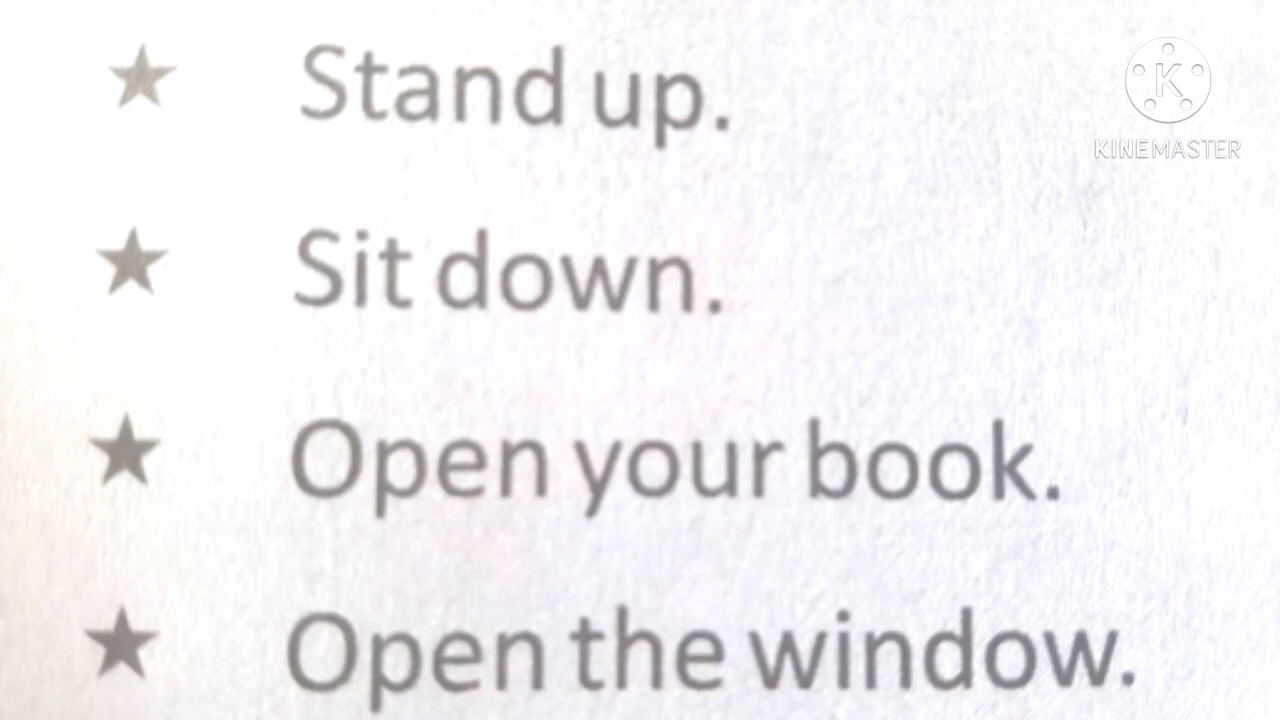 ★ Stand up.
KINEMASTER
★ Sit down.
★ Open your book.
★ Open the window.